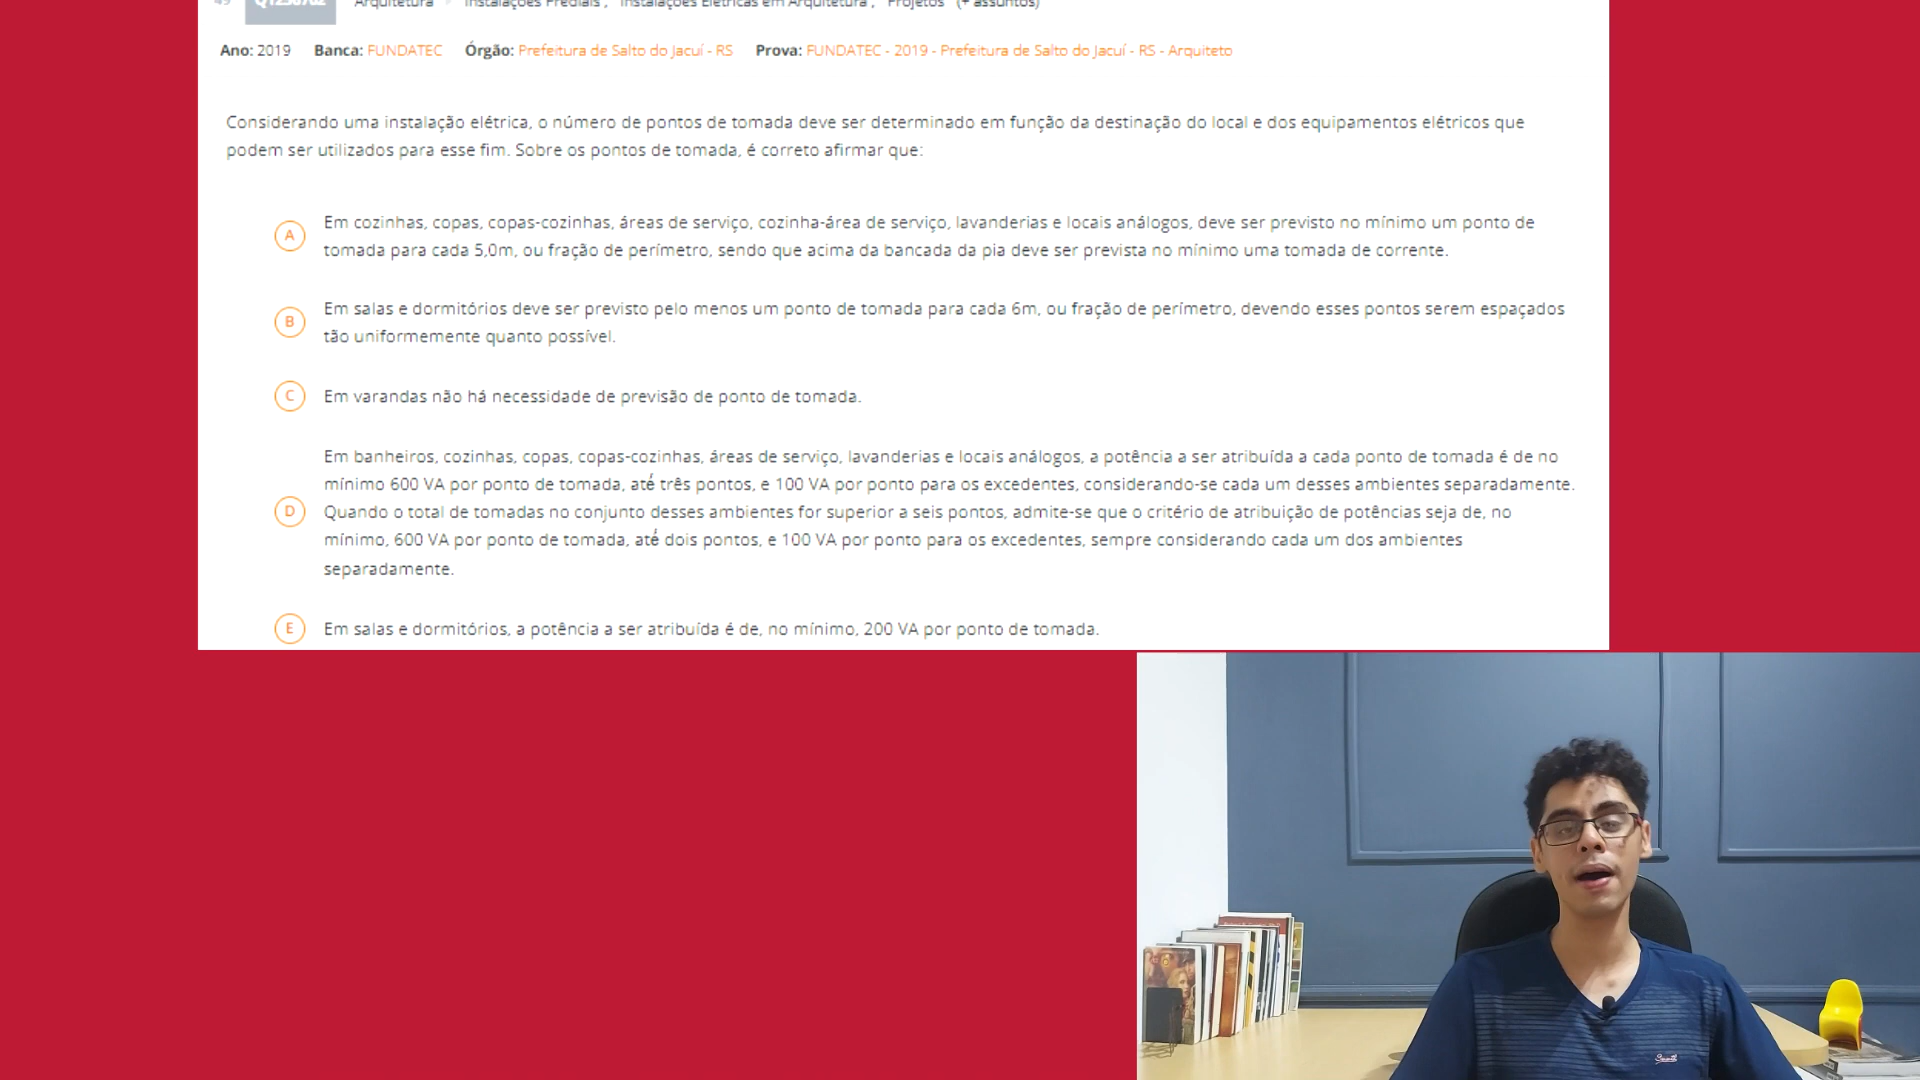 49 Q1236702 Arquitetura Instalações Prediais , Instalações Elétricas em Arquitetura , Projetos (+ assuntos)
Ano: 2019 Banca: FUNDATEC Órgão: Prefeitura de Salto do Jacuí - RS Prova: FUNDATEC - 2019 - Prefeitura de Salto do Jacuí - RS - Arquiteto
Considerando uma instalação elétrica, o número de pontos de tomada deve ser determinado em função da destinação do local e dos equipamentos elétricos que
podem ser utilizados para esse fim. Sobre os pontos de tomada, é correto afirmar que:
A Em cozinhas, copas, copas-cozinhas, áreas de serviço, cozinha-área de serviço, lavanderias e locais análogos, deve ser previsto no mínimo um ponto de
tomada para cada 5,0m, ou fração de perímetro, sendo que acima da bancada da pia deve ser prevista no mínimo uma tomada de corrente.
B Em salas e dormitórios deve ser previsto pelo menos um ponto de tomada para cada 6m, ou fração de perímetro, devendo esses pontos serem espaçados
tão uniformemente quanto possível.
C Em varandas não há necessidade de previsão de ponto de tomada.
D Em banheiros, cozinhas, copas, copas-cozinhas, áreas de serviço, lavanderias e locais análogos, a potência a ser atribuída a cada ponto de tomada é de no
mínimo 600 VA por ponto de tomada, até três pontos, e 100 VA por ponto para os excedentes, considerando-se cada um desses ambientes separadamente.
Quando o total de tomadas no conjunto desses ambientes for superior a seis pontos, admite-se que o critério de atribuição de potências seja de, no
mínimo, 600 VA por ponto de tomada, até dois pontos, e 100 VA por ponto para os excedentes, sempre considerando cada um dos ambientes
separadamente.
E Em salas e dormitórios, a potência a ser atribuída é de, no mínimo, 200 VA por ponto de tomada.